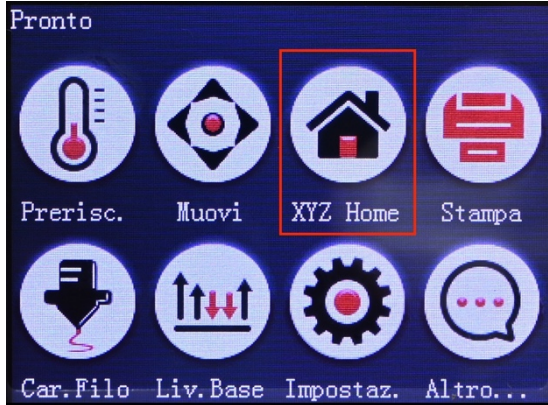 Pronto
Prerisc.
Muovi
XYZ Home
Stampa
Car.Filo
Liv.Base
Impostaz.
Altro...